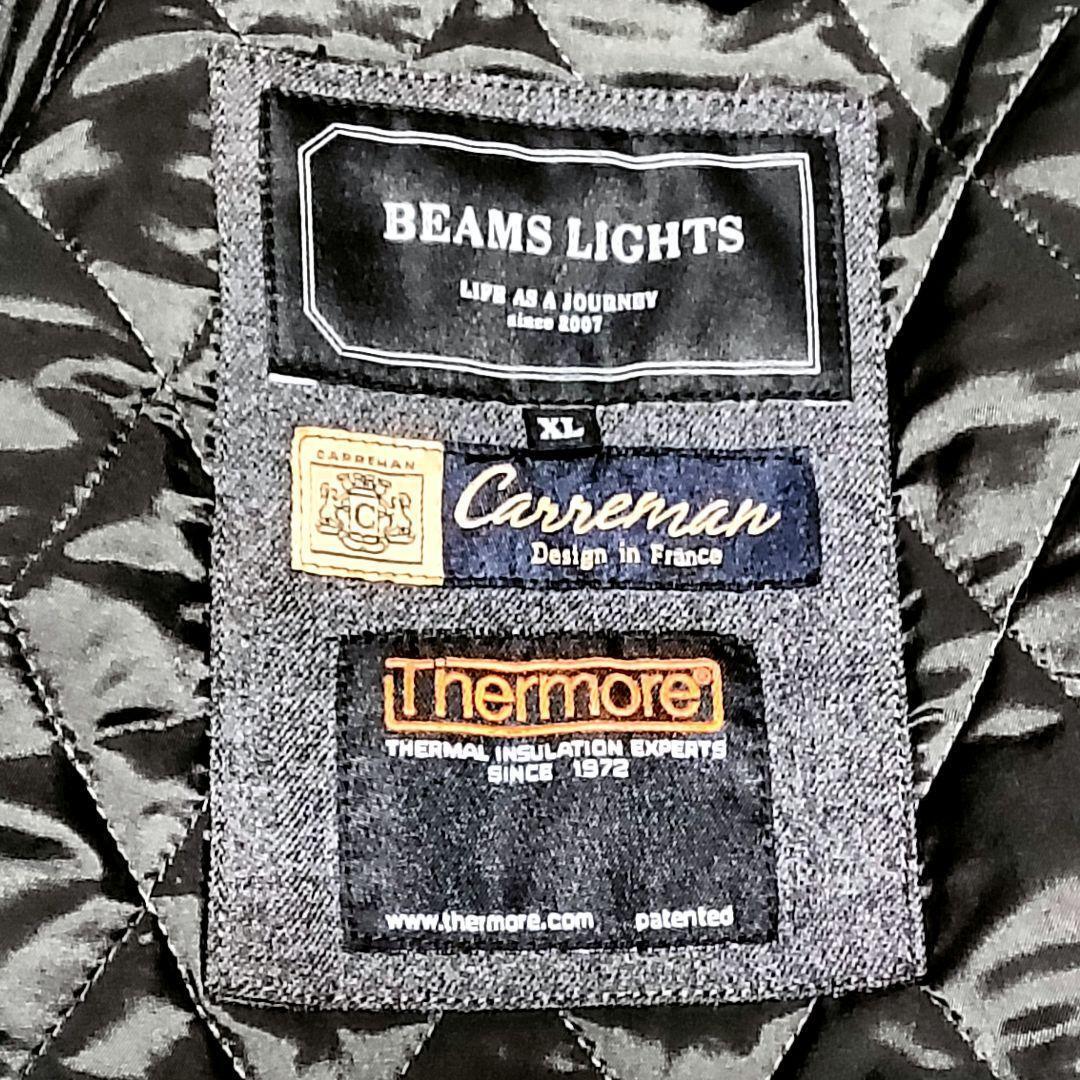 BEAMS LIGHTS
LIFE AS A JOURNEY
since 2007
XL
CARREMAN
C
Carreman
Design in France
Thermore®
THERMAL INSULATION EXPERTS
SINCE 1972
www.thermore.com patented